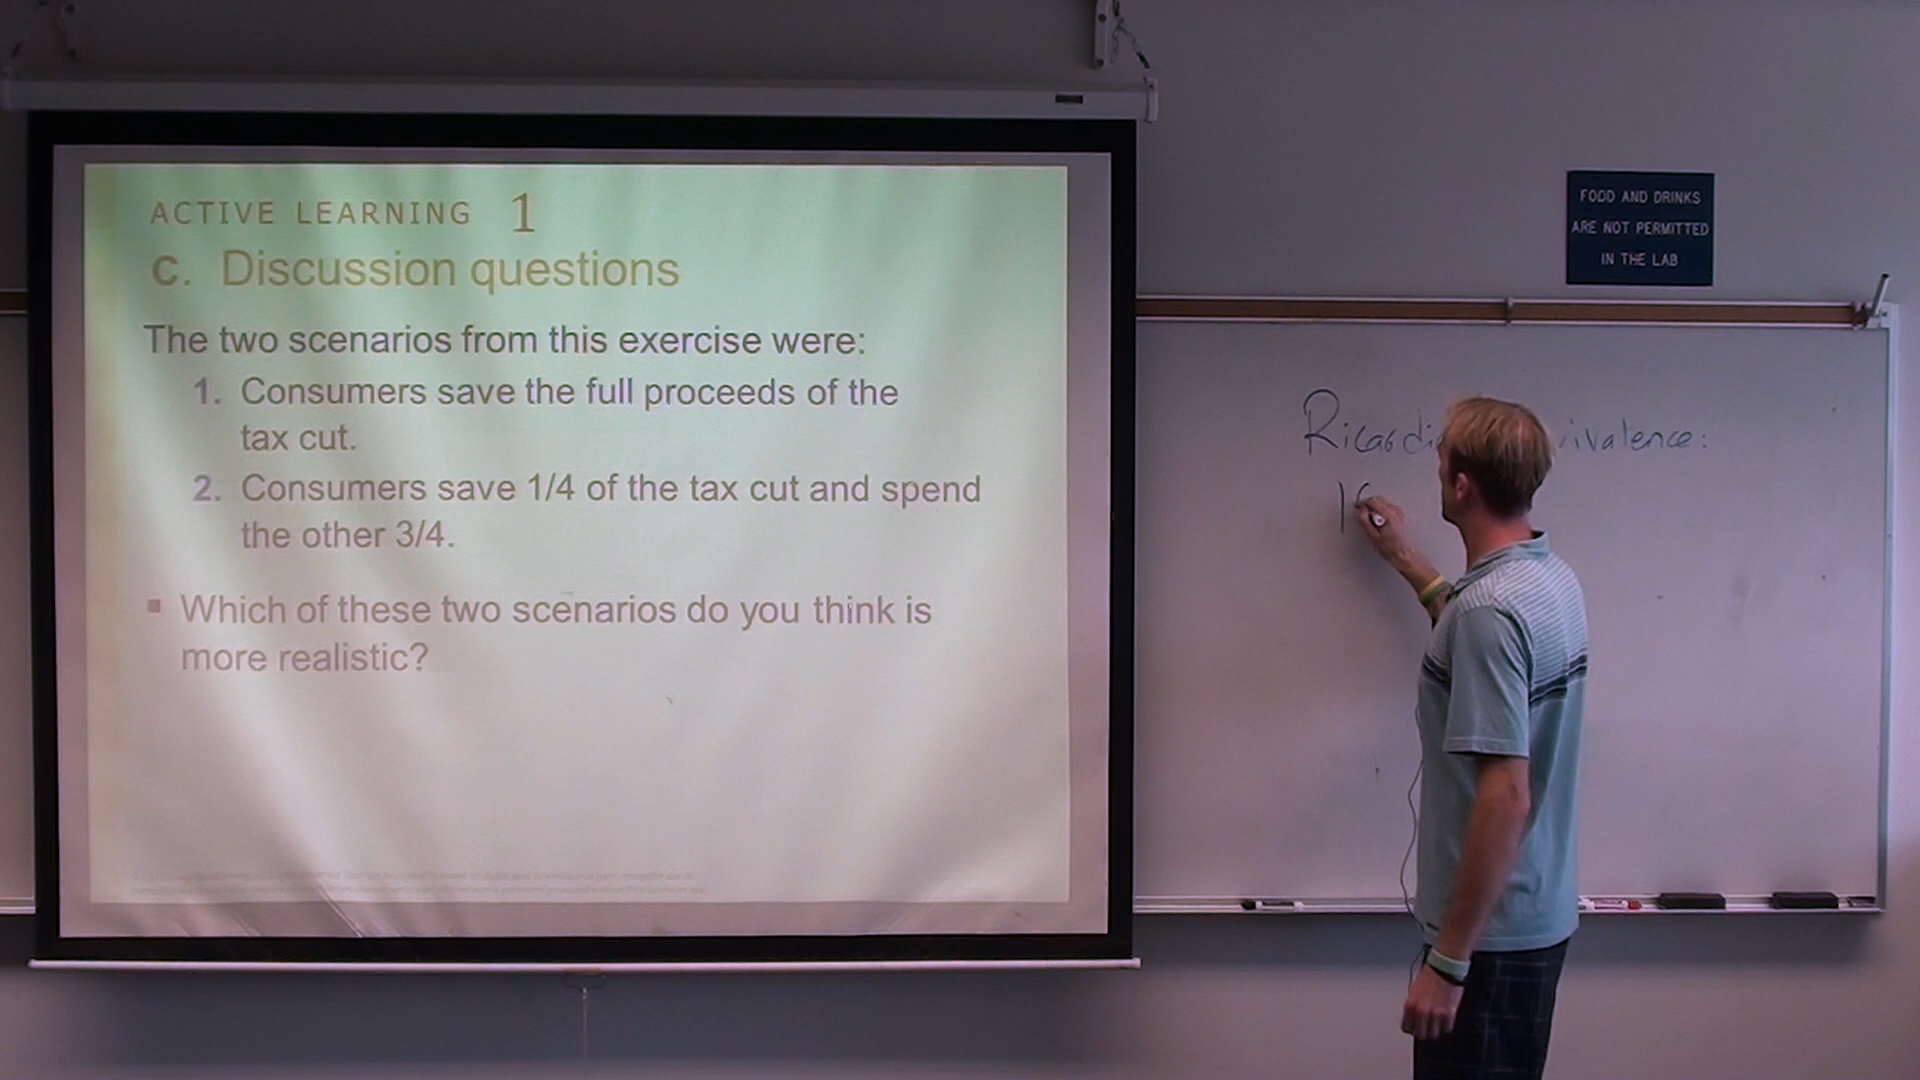 ACTIVE LEARNING 1
C. Discussion questions
The two scenarios from this exercise were:
1. Consumers save the full proceeds of the
tax cut.
2. Consumers save 1/4 of the tax cut and spend
the other 3/4.
▪ Which of these two scenarios do you think is
more realistic?
FOOD AND DRINKS
ARE NOT PERMITTED
IN THE LAB
Ricardi ivalence: